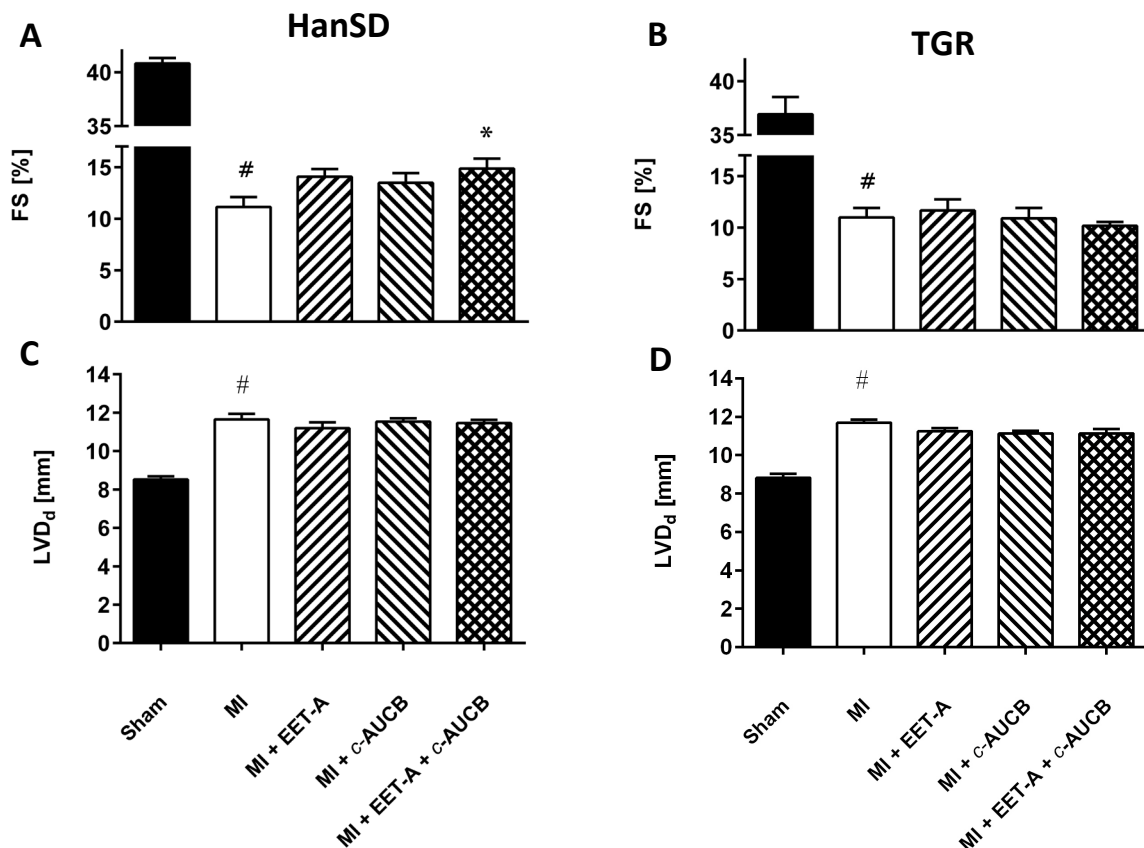 A
HanSD
FS [%]
40
35
15
10
5
0
#
*
B
TGR
FS [%]
40
35
15
10
5
0
#
C
LVDd [mm]
14
12
10
8
6
4
2
0
#
Sham
MI
MI + EET-A
MI + c-AUCB
MI + EET-A + c-AUCB
D
LVDd [mm]
14
12
10
8
6
4
2
0
#
Sham
MI
MI + EET-A
MI + c-AUCB
MI + EET-A + c-AUCB